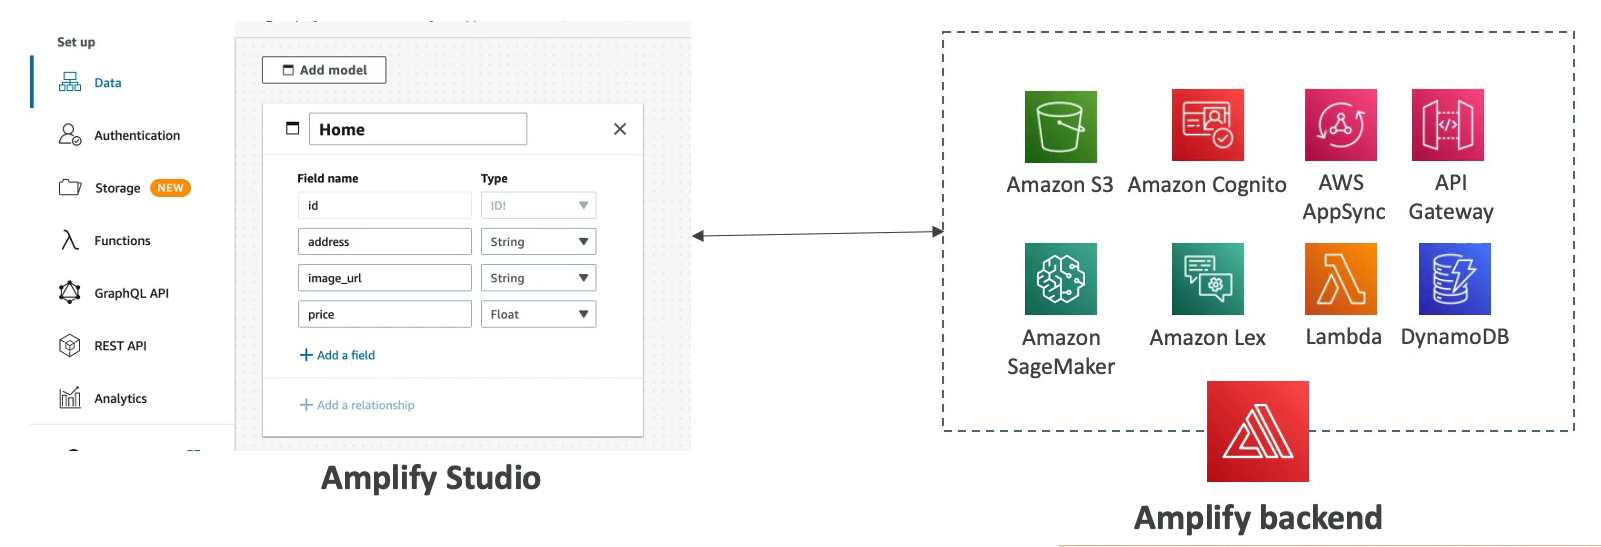 Set up
Data
Authentication
Storage NEW
Functions
GraphQL API
REST API
Analytics
Add model
Home
Field name Type
id ID!
address String
image_url String
price Float
+ Add a field
+ Add a relationship
Amplify Studio
Amazon S3 Amazon Cognito AWS AppSync API Gateway
Amazon SageMaker Amazon Lex Lambda DynamoDB
Amplify backend